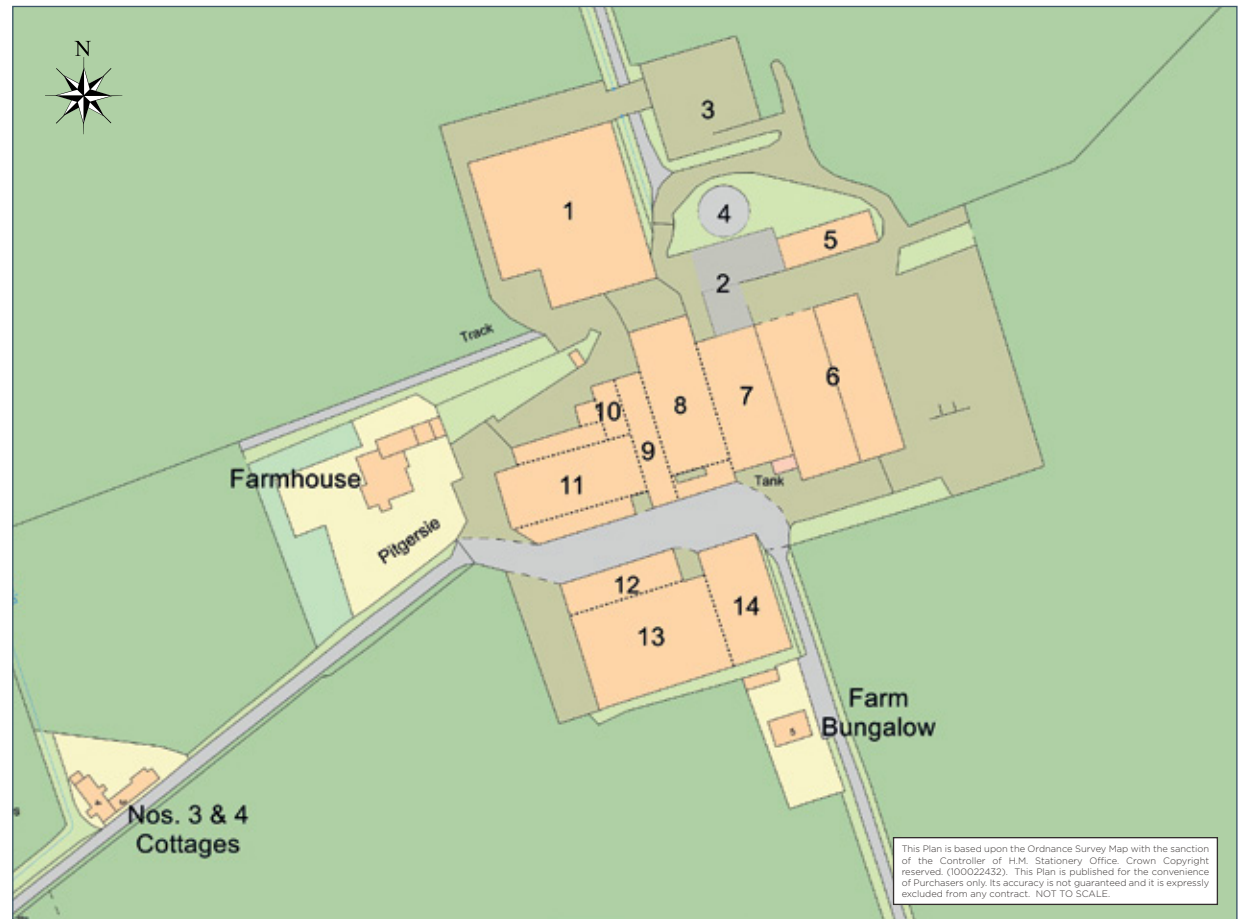 N
3
1
4
5
2
Track
6
7
8
10
9
Farmhouse
11
Tank
Pitgersie
12
14
13
Farm
Bungalow
5
Nos. 3 & 4
Cottages
This Plan is based upon the Ordnance Survey Map with the sanction
of the Controller of H.M. Stationery Office. Crown Copyright
reserved. (100022432). This Plan is published for the convenience
of Purchasers only. Its accuracy is not guaranteed and it is expressly
excluded from any contract. NOT TO SCALE.